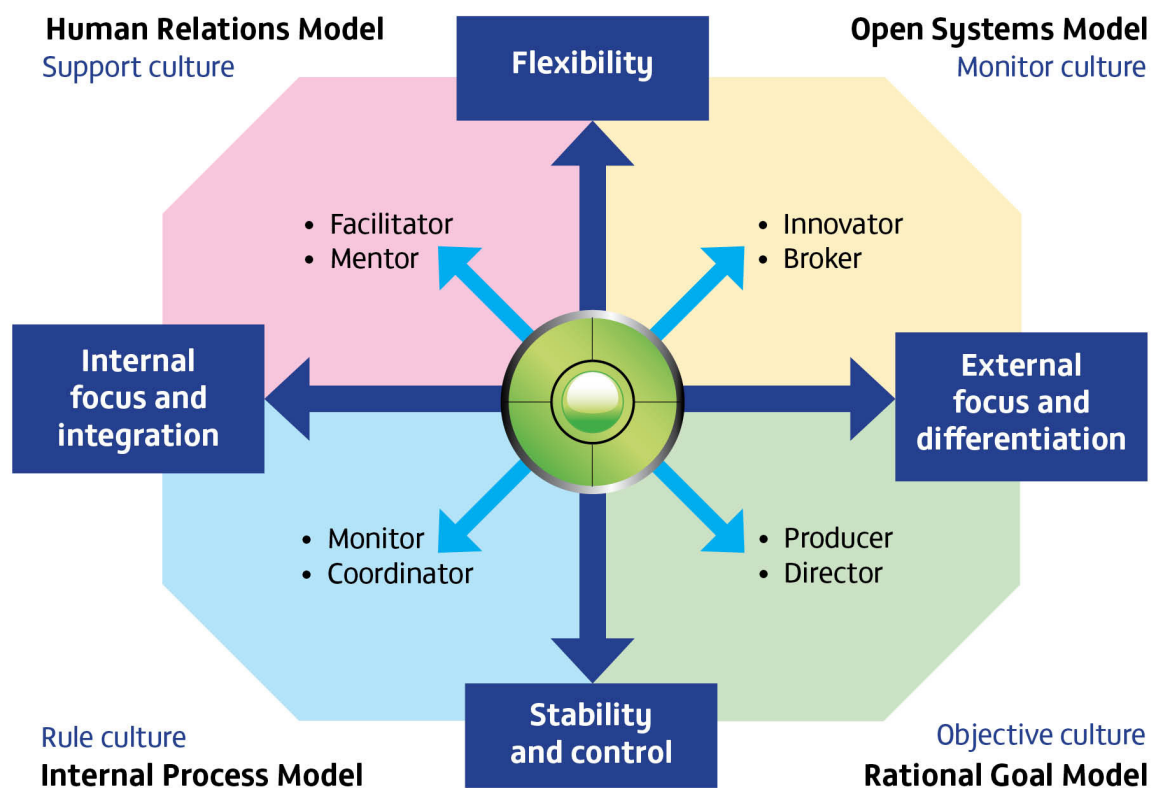 Human Relations Model
Support culture
Flexibility
Open Systems Model
Monitor culture
• Facilitator
• Mentor
• Innovator
• Broker
Internal
focus and
integration
External
focus and
differentiation
• Monitor
• Coordinator
• Producer
• Director
Stability
and control
Rule culture
Internal Process Model
Objective culture
Rational Goal Model